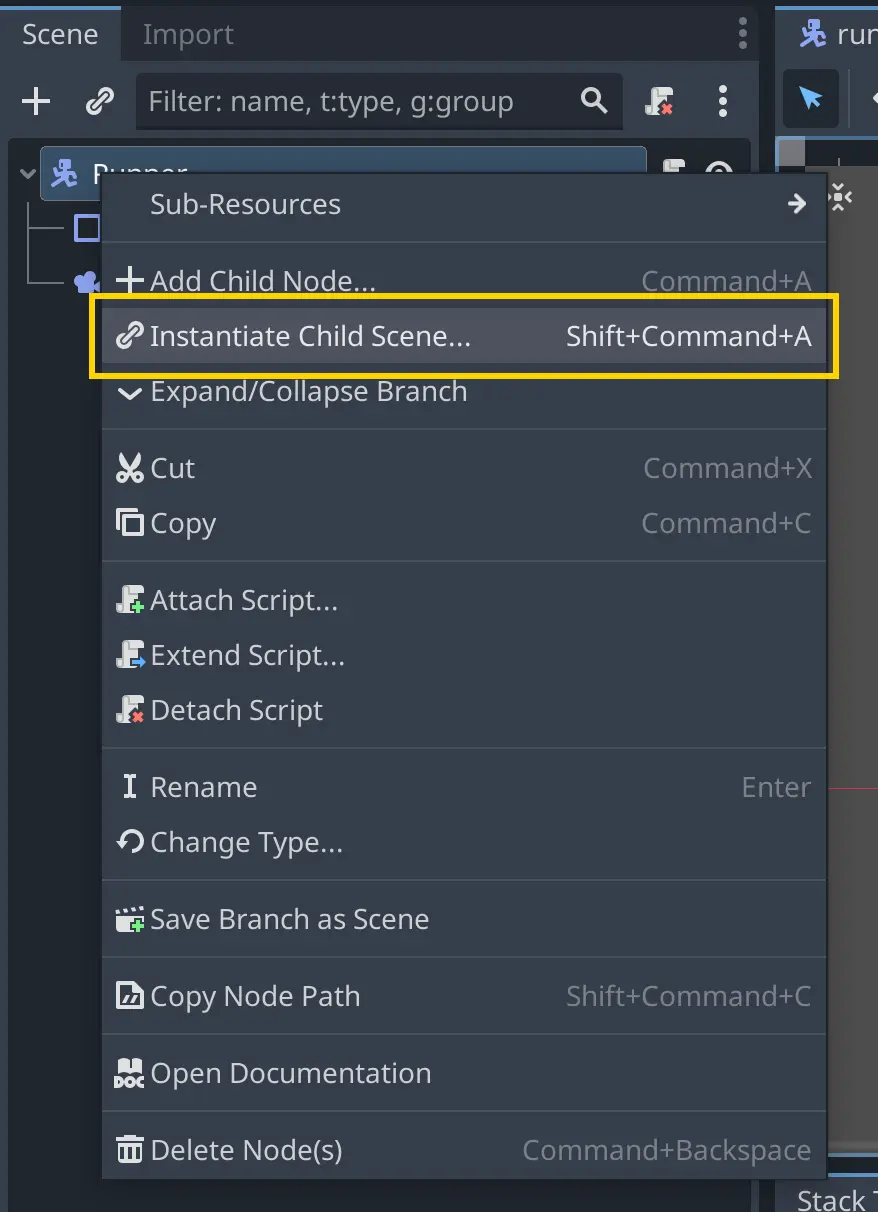 Scene Import
run
Filter: name, t:type, g:group
Runner
Sub-Resources
Add Child Node... Command+A
Instantiate Child Scene... Shift+Command+A
Expand/Collapse Branch
Cut Command+X
Copy Command+C
Attach Script...
Extend Script...
Detach Script
Rename Enter
Change Type...
Save Branch as Scene
Copy Node Path Shift+Command+C
DOC Open Documentation
Delete Node(s) Command+Backspace
Stack T